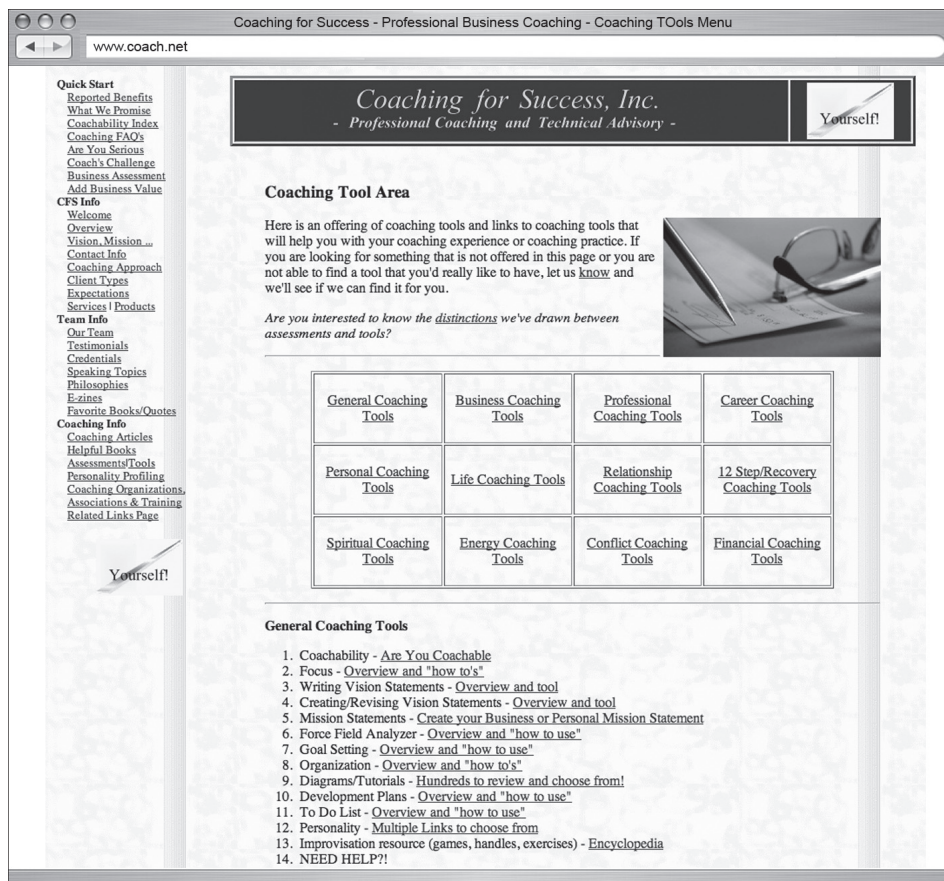 Coaching for Success - Professional Business Coaching - Coaching TOols Menu
www.coach.net
Quick Start
Reported Benefits
What We Promise
Coachability Index
Coaching FAQ's
Are You Serious
Coach's Challenge
Business Assessment
Add Business Value
CFS Info
Welcome
Overview
Vision, Mission ...
Contact Info
Coaching Approach
Client Types
Expectations
Services | Products
Team Info
Our Team
Testimonials
Credentials
Speaking Topics
Philosophies
E-zines
Favorite Books/Quotes
Coaching Info
Coaching Articles
Helpful Books
Assessments|Tools
Personality Profiling
Coaching Organizations,
Associations & Training
Related Links Page
Yourself!
Coaching for Success, Inc.
- Professional Coaching and Technical Advisory -
Yourself!
Coaching Tool Area
Here is an offering of coaching tools and links to coaching tools that
will help you with your coaching experience or coaching practice. If
you are looking for something that is not offered in this page or you are
not able to find a tool that you'd really like to have, let us know and
we'll see if we can find it for you.
Are you interested to know the distinctions we've drawn between
assessments and tools?
General Coaching
Tools
Business Coaching
Tools
Professional
Coaching Tools
Career Coaching
Tools
Personal Coaching
Tools
Life Coaching Tools
Relationship
Coaching Tools
12 Step/Recovery
Coaching Tools
Spiritual Coaching
Tools
Energy Coaching
Tools
Conflict Coaching
Tools
Financial Coaching
Tools
General Coaching Tools
1. Coachability - Are You Coachable
2. Focus - Overview and "how to's"
3. Writing Vision Statements - Overview and tool
4. Creating/Revising Vision Statements - Overview and tool
5. Mission Statements - Create your Business or Personal Mission Statement
6. Force Field Analyzer - Overview and "how to use"
7. Goal Setting - Overview and "how to use"
8. Organization - Overview and "how to's"
9. Diagrams/Tutorials - Hundreds to review and choose from!
10. Development Plans - Overview and "how to use"
11. To Do List - Overview and "how to use"
12. Personality - Multiple Links to choose from
13. Improvisation resource (games, handles, exercises) - Encyclopedia
14. NEED HELP?!